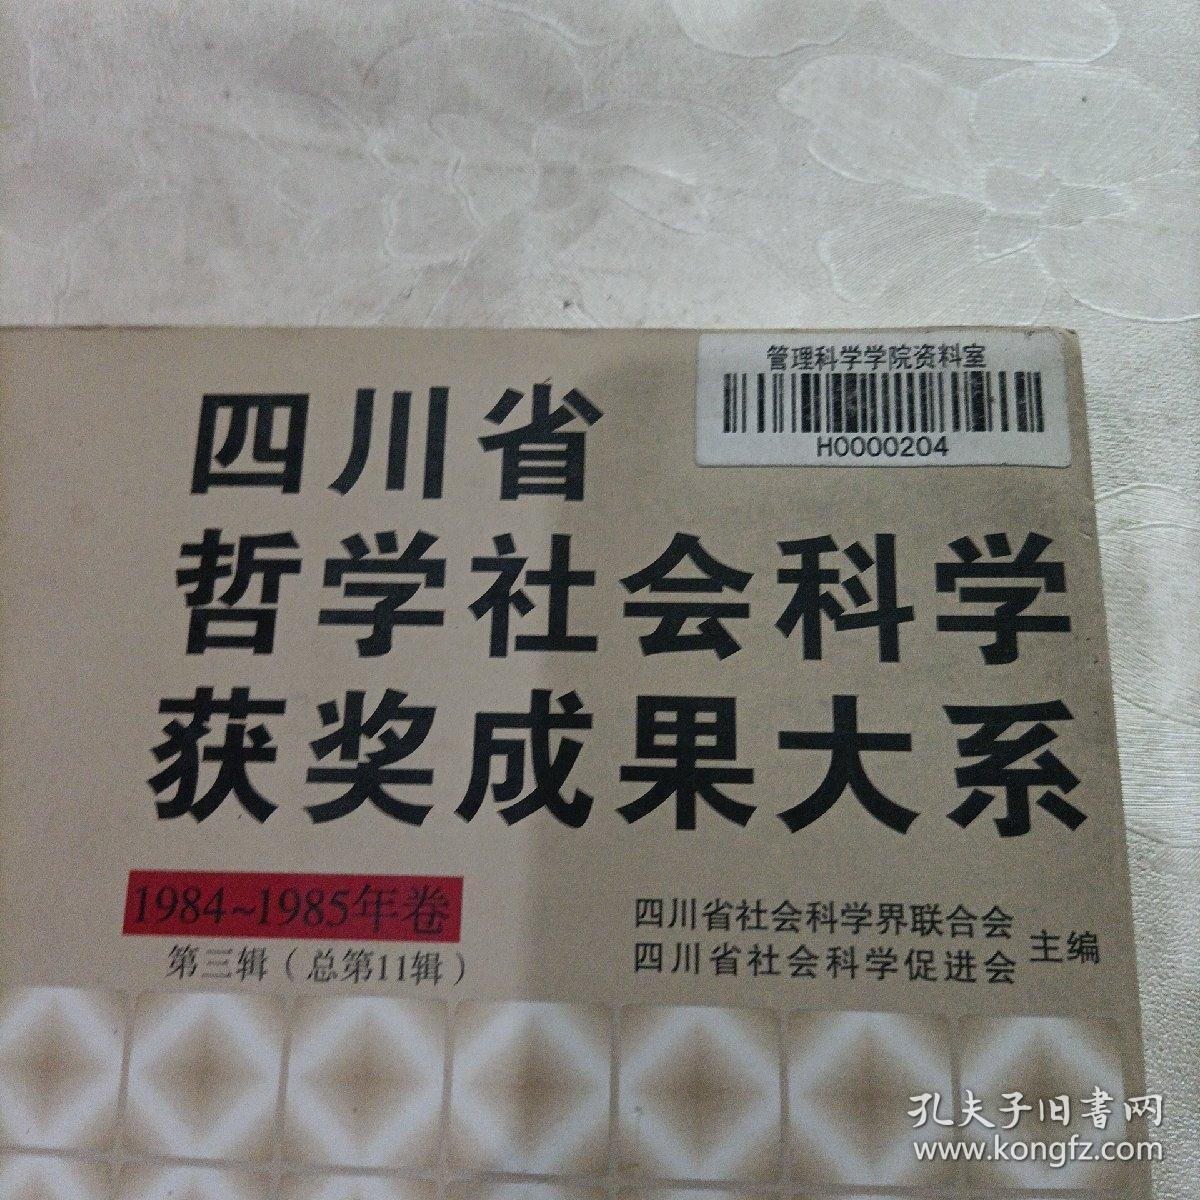 管理科学学院资料室
H0000204
四川省
哲学社会科学
获奖成果大系
1984~1985年卷
第三辑（总第11辑）
四川省社会科学界联合会
四川省社会科学促进会
主编
孔夫子旧書网
www.kongfz.com